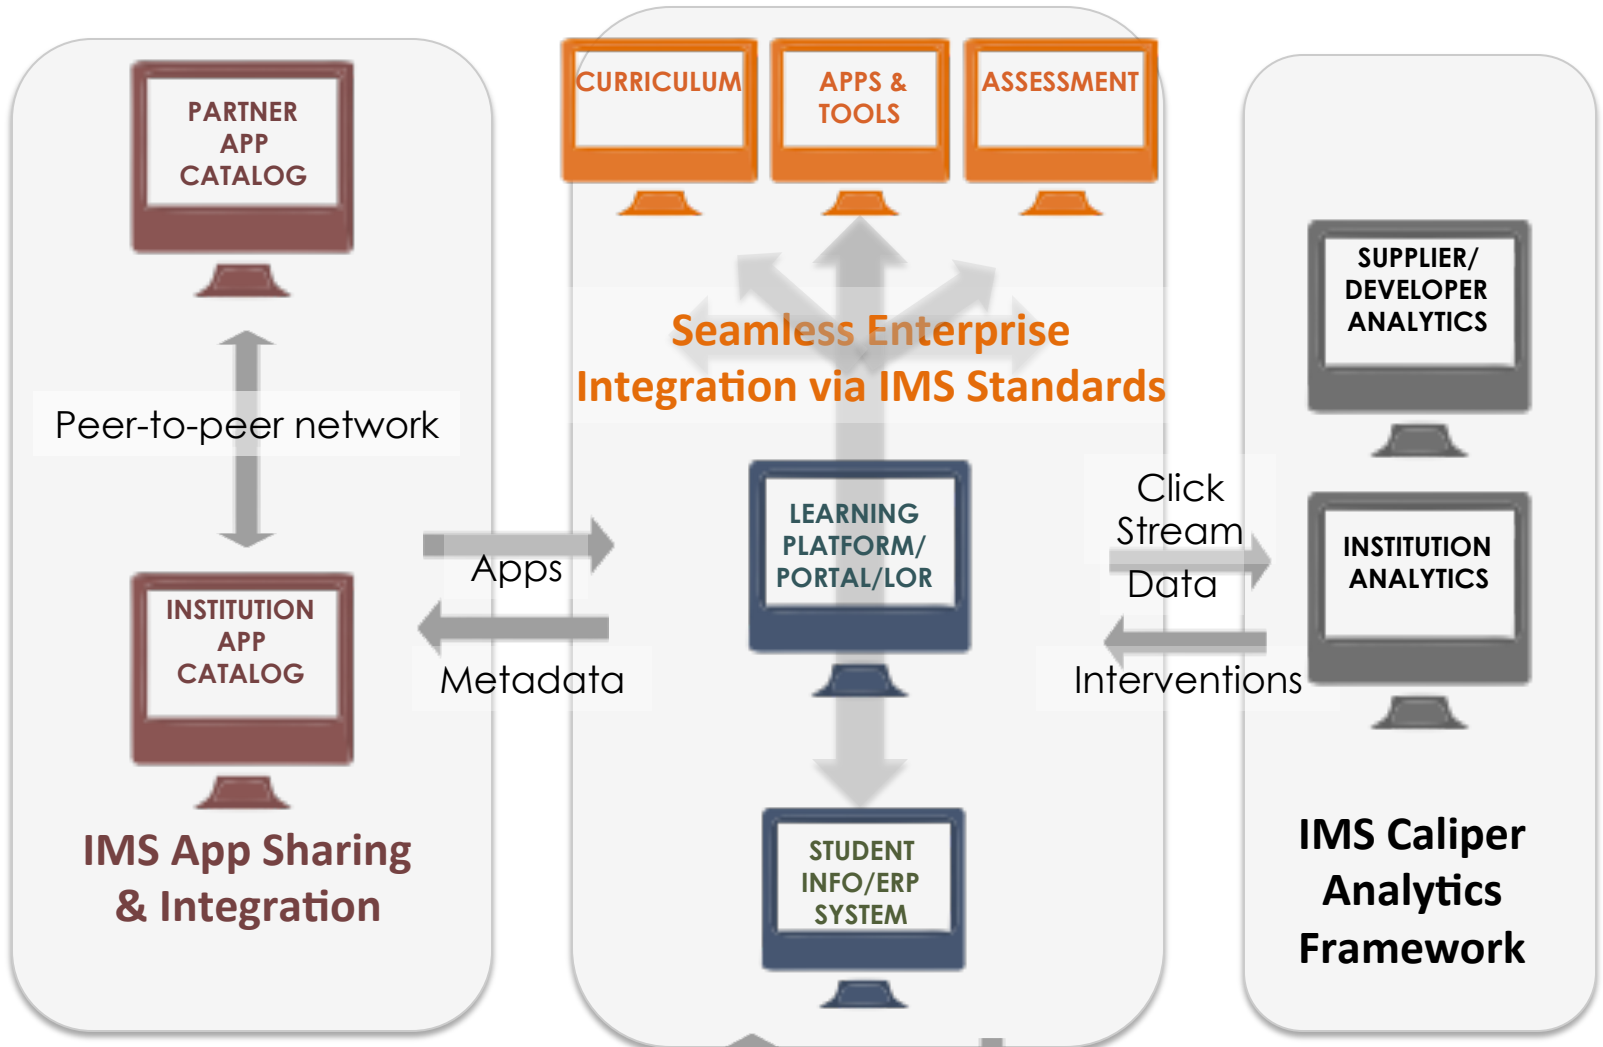 PARTNER
APP
CATALOG
Peer-to-peer network
INSTITUTION
APP
CATALOG
IMS App Sharing
& Integration
Apps
Metadata
CURRICULUM
APPS &
TOOLS
ASSESSMENT
Seamless Enterprise
Integration via IMS Standards
LEARNING
PLATFORM/
PORTAL/LOR
STUDENT
INFO/ERP
SYSTEM
Click
Stream
Data
Interventions
SUPPLIER/
DEVELOPER
ANALYTICS
INSTITUTION
ANALYTICS
IMS Caliper
Analytics
Framework